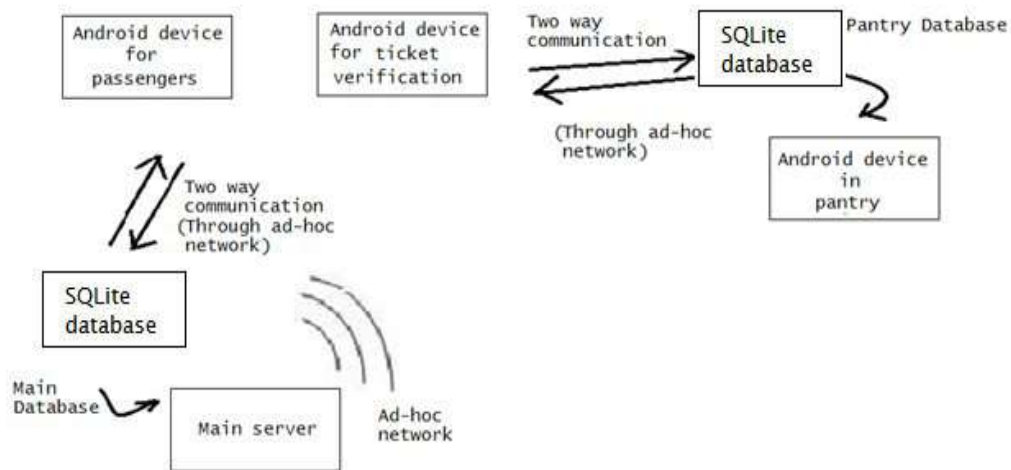 Android device
for
passengers
Android device
for ticket
verification
Two way
communication
(Through ad-hoc
network)
SQLite
database
Pantry Database
Android device
in
pantry
Two way
communication
(Through ad-hoc
network)
SQLite
database
Main
Database
Main server
Ad-hoc
network